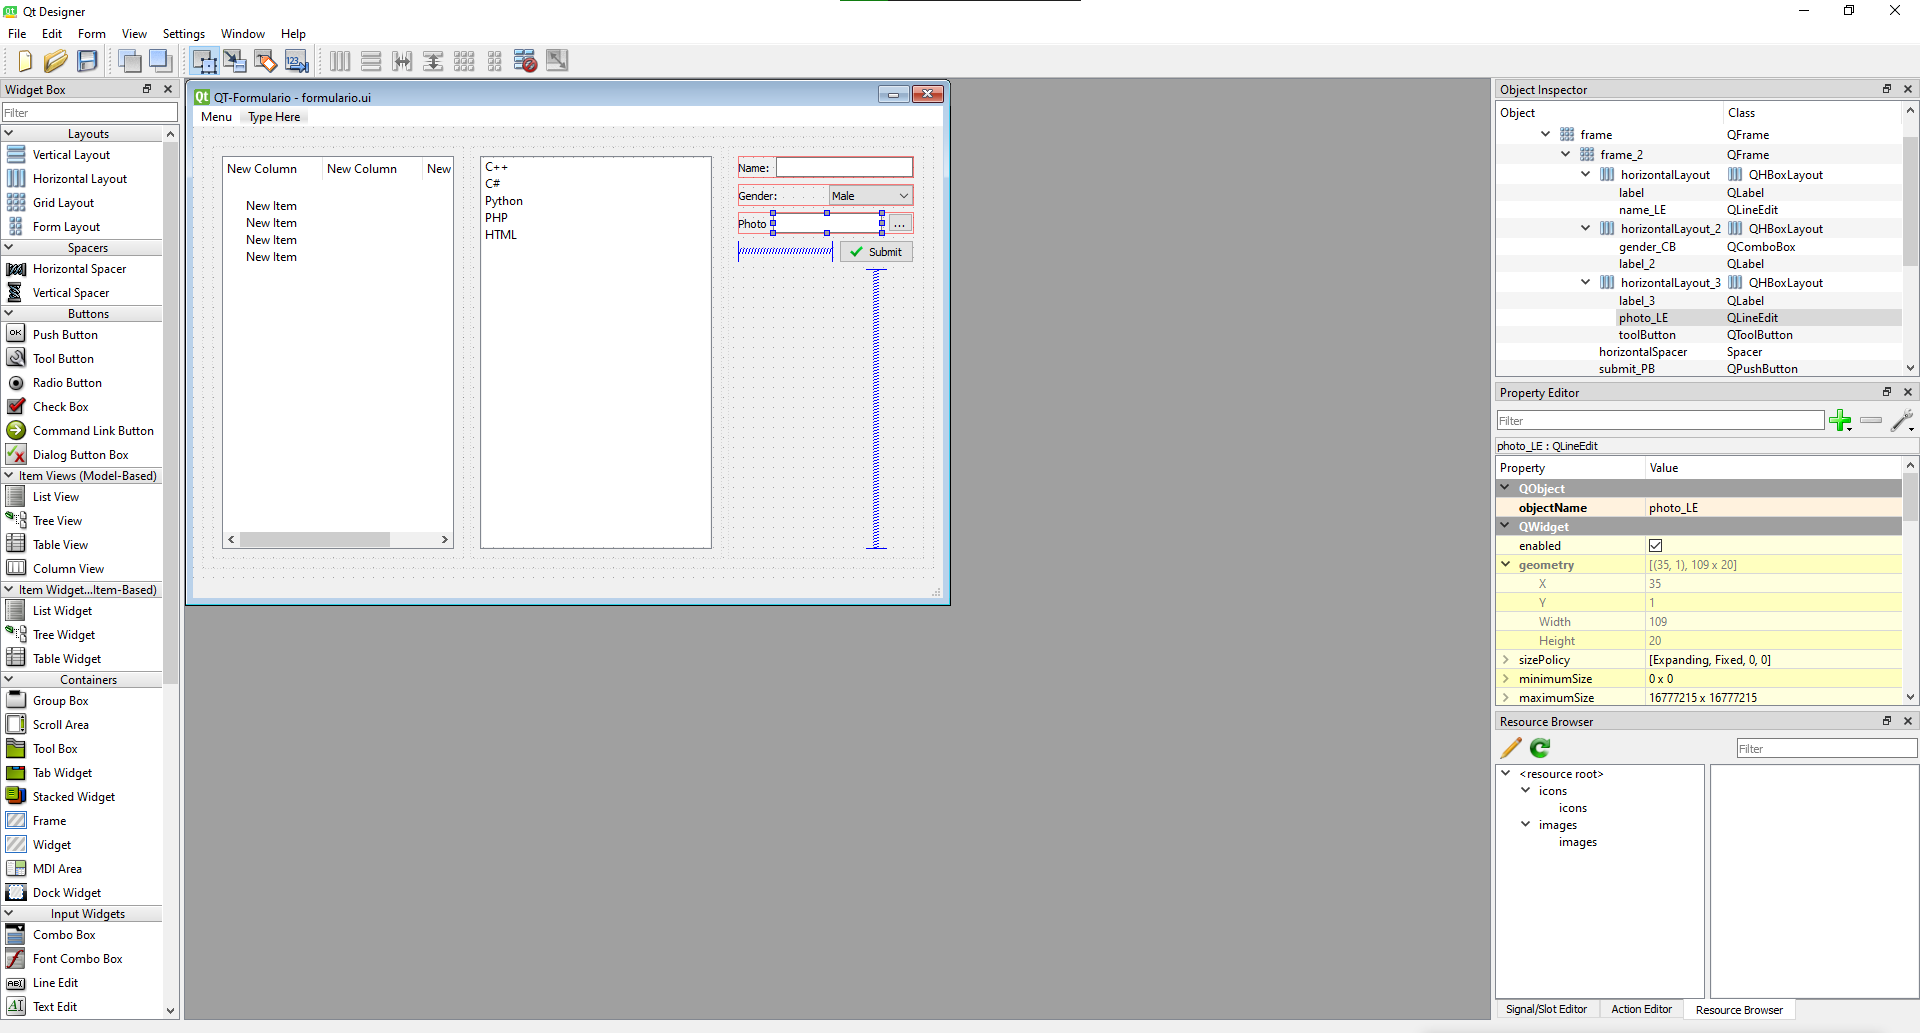 Qt Designer
File Edit Form View Settings Window Help
Widget Box
Filter
Layouts
Vertical Layout
Horizontal Layout
Grid Layout
Form Layout
Spacers
Horizontal Spacer
Vertical Spacer
Buttons
OK Push Button
Tool Button
Radio Button
Check Box
Command Link Button
Dialog Button Box
Item Views (Model-Based)
List View
Tree View
Table View
Column View
Item Widget...Item-Based)
List Widget
Tree Widget
Table Widget
Containers
Group Box
Scroll Area
Tool Box
Tab Widget
Stacked Widget
Frame
Widget
MDI Area
Dock Widget
Input Widgets
Combo Box
Font Combo Box
Line Edit
Text Edit
QT-Formulario - formulario.ui
Menu Type Here
New Column New Column New
New Item
New Item
New Item
New Item
C++
C#
Python
PHP
HTML
Name:
Gender: Male
Photo ...
Submit
Object Inspector
Object Class
frame QFrame
frame_2 QFrame
horizontalLayout QHBoxLayout
label QLabel
name_LE QLineEdit
horizontalLayout_2 QHBoxLayout
gender_CB QComboBox
label_2 QLabel
horizontalLayout_3 QHBoxLayout
label_3 QLabel
photo_LE QLineEdit
toolButton QToolButton
horizontalSpacer Spacer
submit_PB QPushButton
Property Editor
Filter
photo_LE : QLineEdit
Property Value
QObject
objectName photo_LE
QWidget
enabled
geometry [(35, 1), 109 x 20]
X 35
Y 1
Width 109
Height 20
sizePolicy [Expanding, Fixed, 0, 0]
minimumSize 0 x 0
maximumSize 16777215 x 16777215
Resource Browser
Filter
<resource root>
icons
icons
images
images
Signal/Slot Editor Action Editor Resource Browser